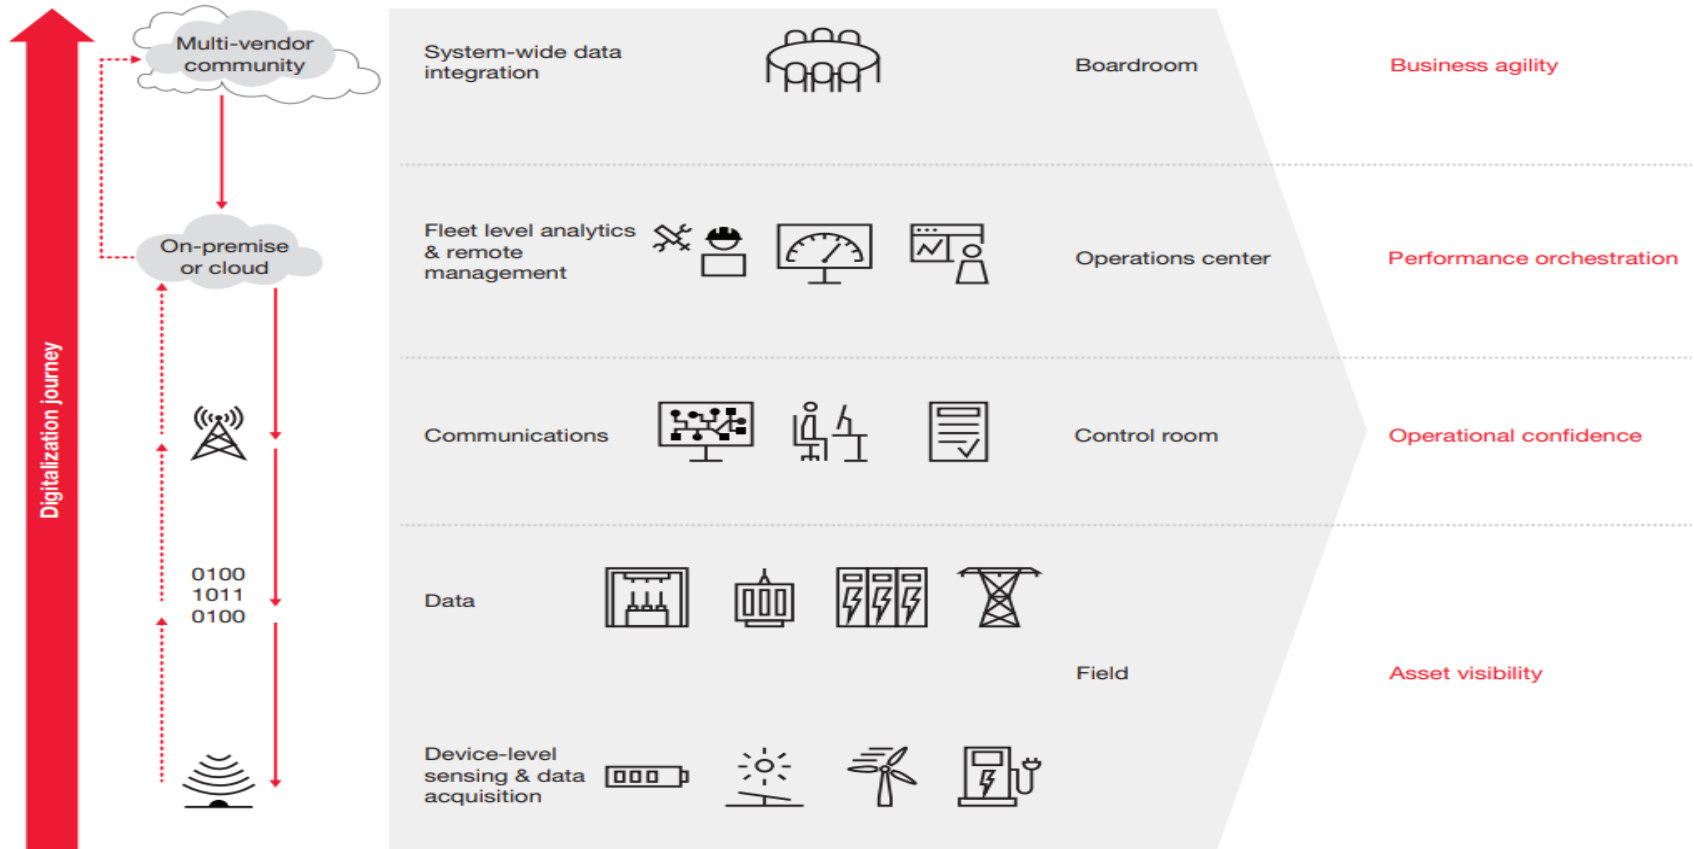 Digitalization journey
Multi-vendor
community
System-wide data
integration
Boardroom
Business agility
On-premise
or cloud
Fleet level analytics
& remote
management
Operations center
Performance orchestration
Communications
Control room
Operational confidence
0100
1011
0100
Data
Field
Asset visibility
Device-level
sensing & data
acquisition